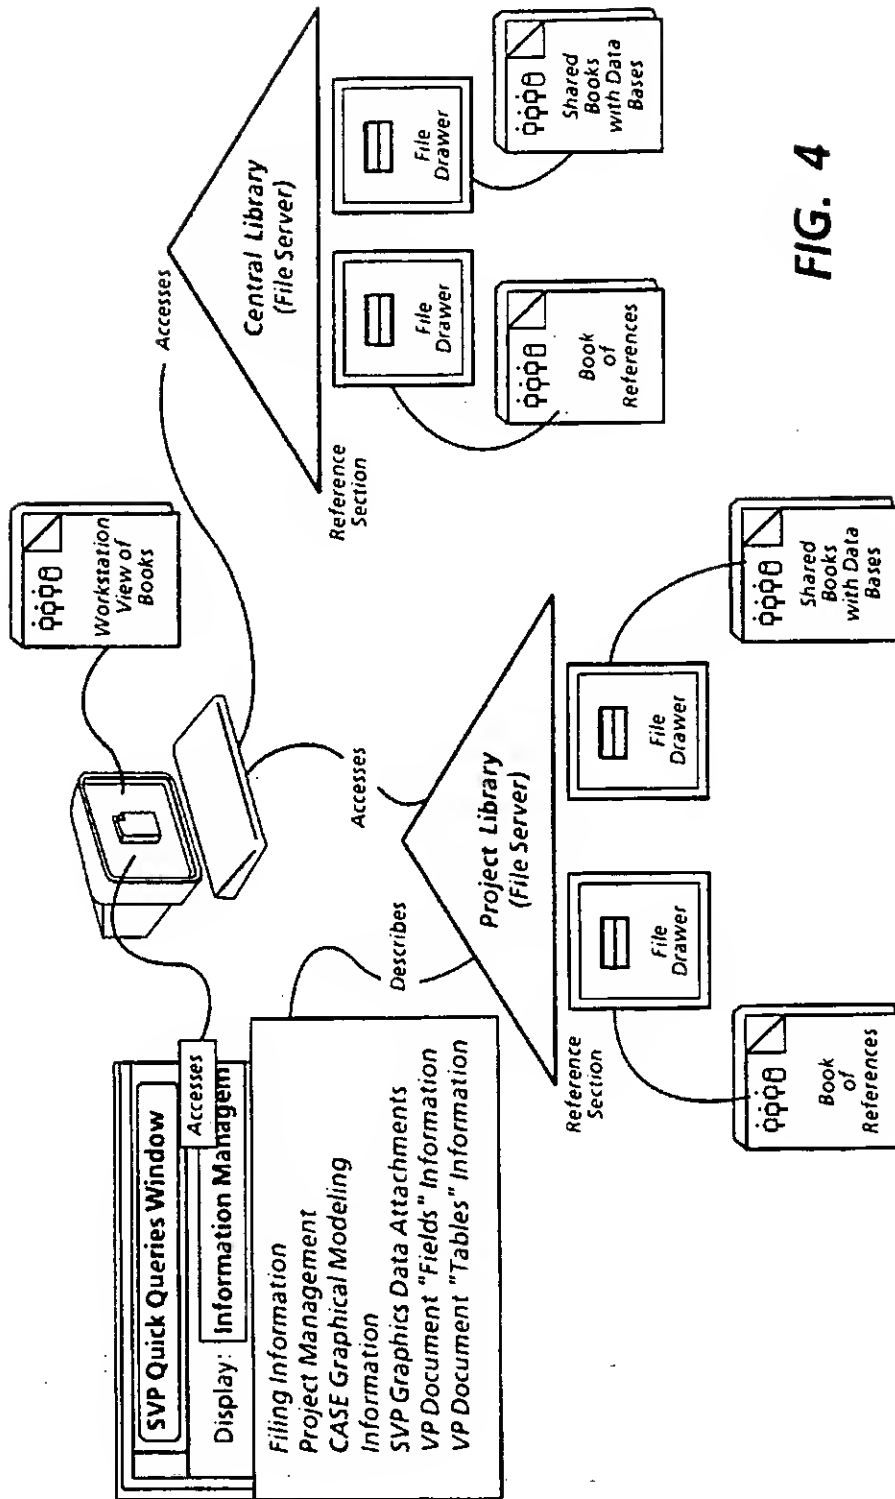 SVP Quick Queries Window
Display:
Information Managem
Accesses
Filing Information
Project Management
CASE Graphical Modeling
Information
SVP Graphics Data Attachments
VP Document "Fields" Information
VP Document "Tables" Information
Workstation
View of
Books
Describes
Accesses
Accesses
Project Library
(File Server)
Reference
Section
File
Drawer
File
Drawer
Book
of
References
Shared
Books
with Data
Bases
Central Library
(File Server)
Reference
Section
File
Drawer
File
Drawer
Book
of
References
Shared
Books
with Data
Bases
FIG. 4